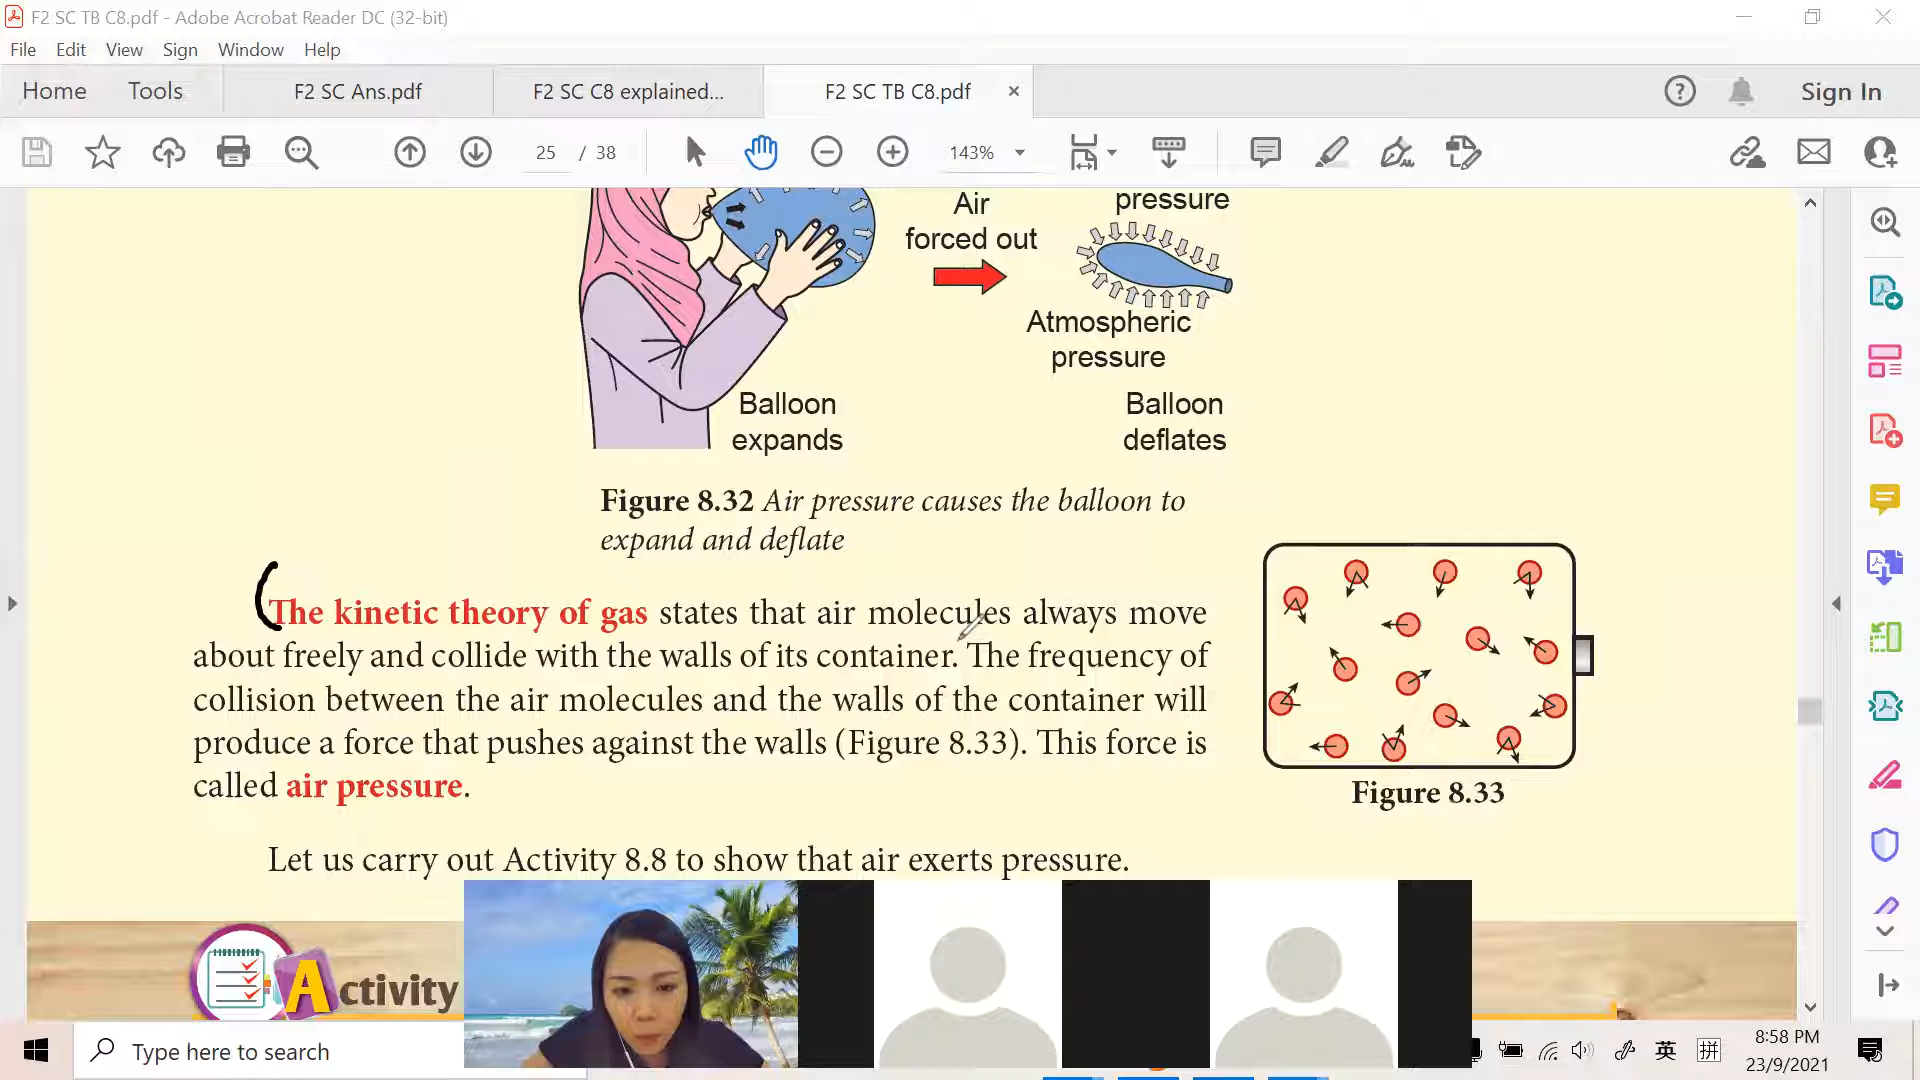 F2 SC TB C8.pdf - Adobe Acrobat Reader DC (32-bit)
File Edit View Sign Window Help
Home Tools F2 SC Ans.pdf F2 SC C8 explained... F2 SC TB C8.pdf × Sign In
25 / 38 143%
Air
forced out
pressure
Atmospheric
pressure
Balloon
expands
Balloon
deflates
Figure 8.32 Air pressure causes the balloon to
expand and deflate
The kinetic theory of gas states that air molecules always move
about freely and collide with the walls of its container. The frequency of
collision between the air molecules and the walls of the container will
produce a force that pushes against the walls (Figure 8.33). This force is
called air pressure.
Figure 8.33
Let us carry out Activity 8.8 to show that air exerts pressure.
Activity
Type here to search
英 拼
8:58 PM
23/9/2021